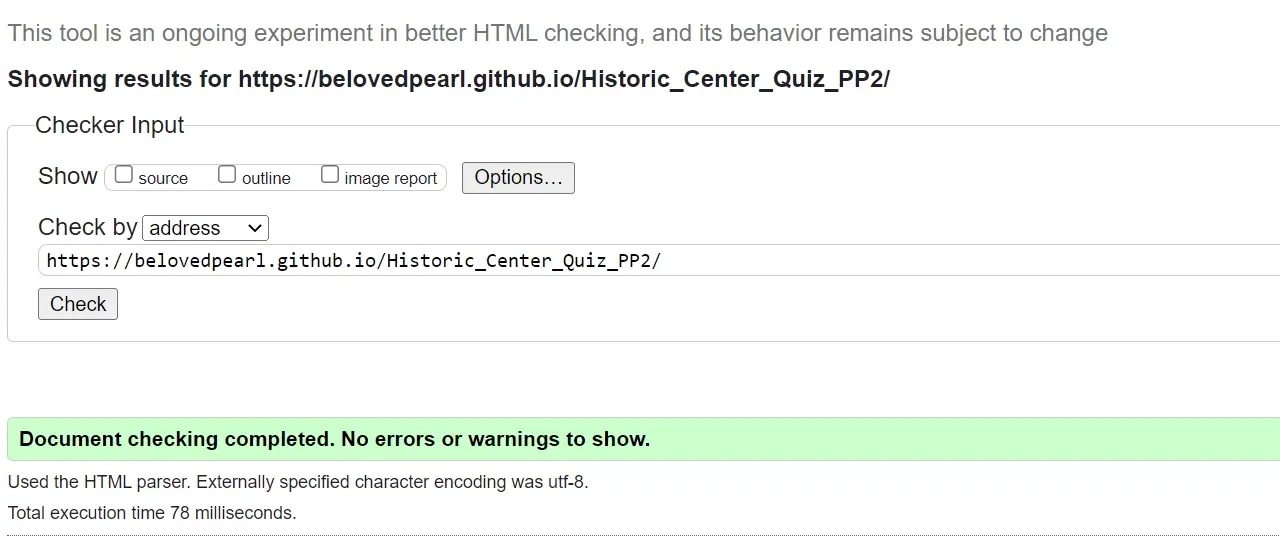 This tool is an ongoing experiment in better HTML checking, and its behavior remains subject to change
Showing results for https://belovedpearl.github.io/Historic_Center_Quiz_PP2/
Checker Input
Show source outline image report Options...
Check by address
https://belovedpearl.github.io/Historic_Center_Quiz_PP2/
Check
Document checking completed. No errors or warnings to show.
Used the HTML parser. Externally specified character encoding was utf-8.
Total execution time 78 milliseconds.